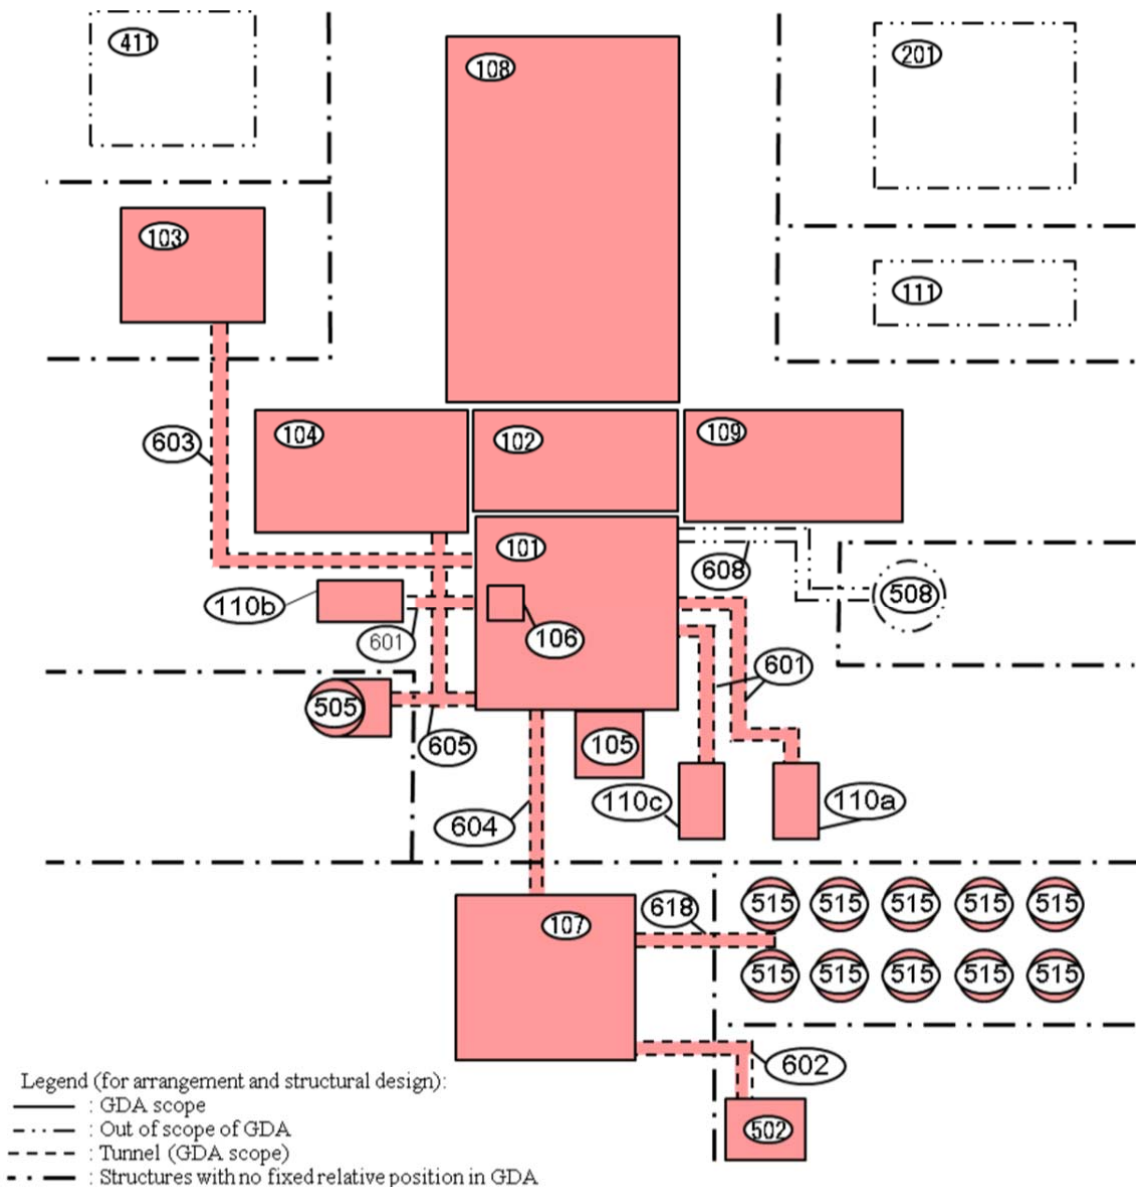 411
108
201
103
111
603
104
102
109
101
608
508
110b
601
106
601
505
605
105
110c
110a
604
515 515 515 515 515
107
618
515 515 515 515 515
602
502
Legend (for arrangement and structural design):
: GDA scope
: Out of scope of GDA
: Tunnel (GDA scope)
: Structures with no fixed relative position in GDA